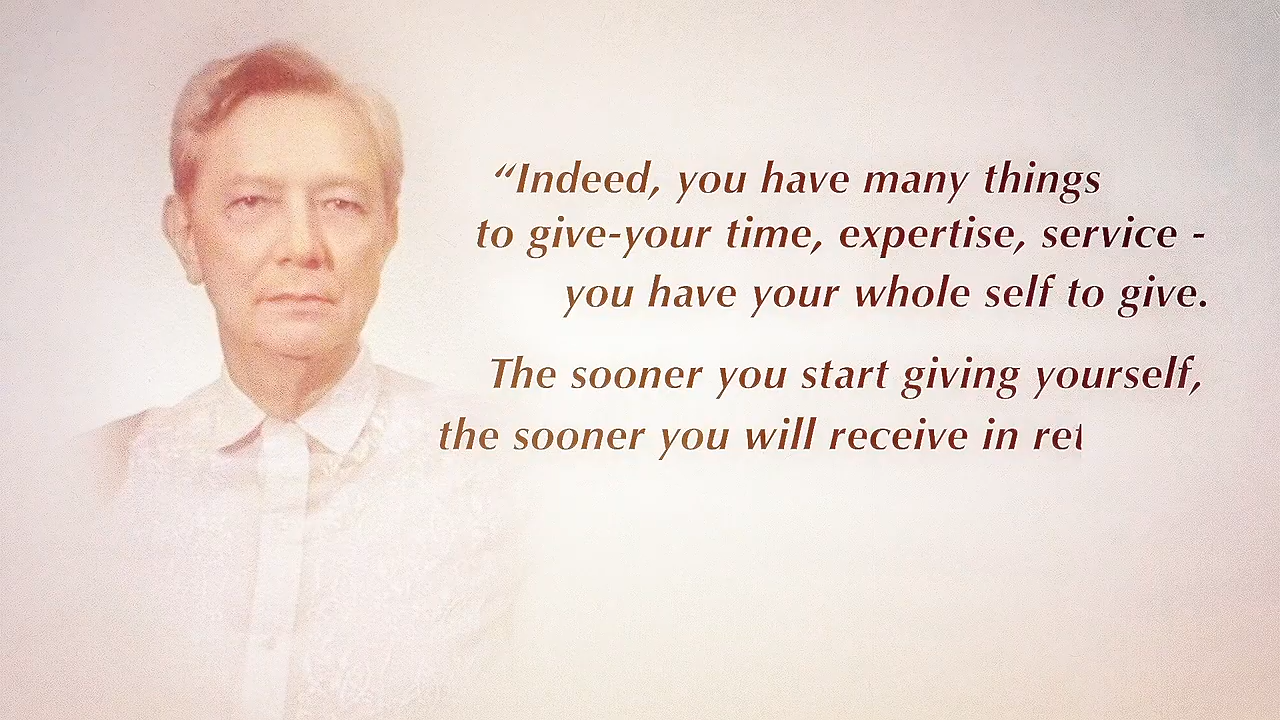 “Indeed, you have many things
to give-your time, expertise, service -
you have your whole self to give.
The sooner you start giving yourself,
the sooner you will receive in ret